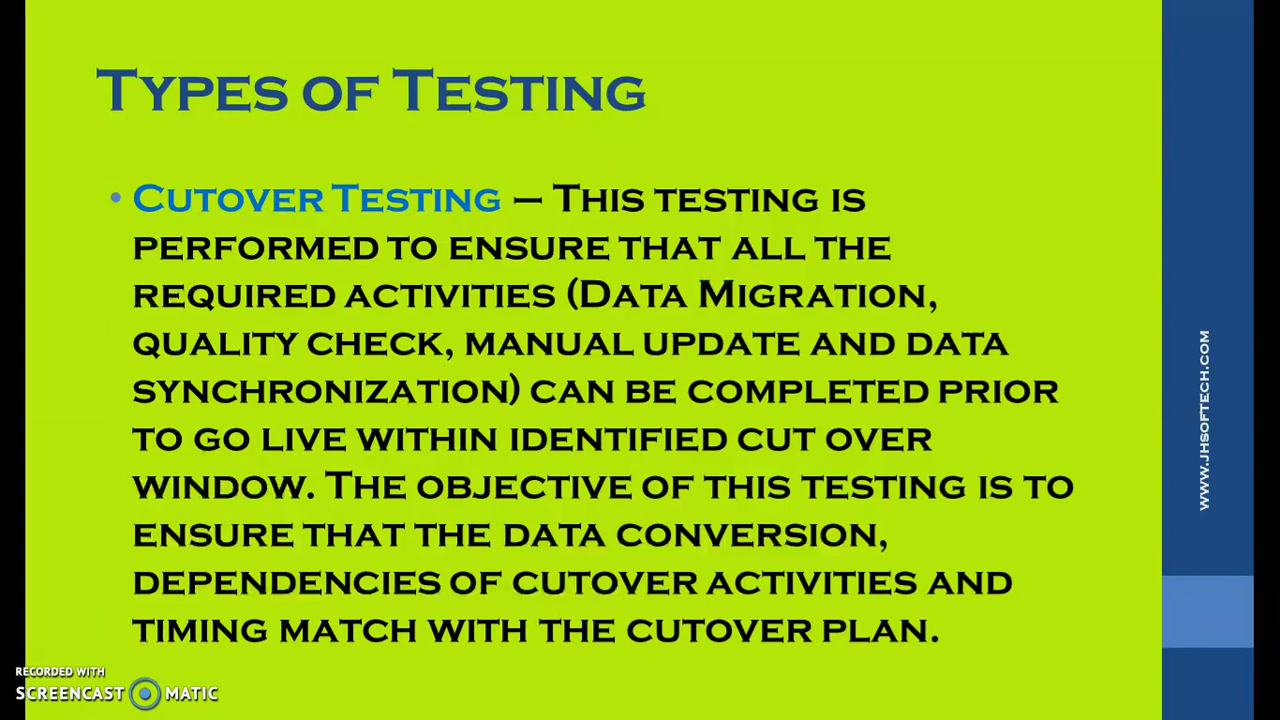 Types of Testing
• Cutover Testing – This testing is
performed to ensure that all the
required activities (Data Migration,
quality check, manual update and data
synchronization) can be completed prior
to go live within identified cut over
window. The objective of this testing is to
ensure that the data conversion,
dependencies of cutover activities and
timing match with the cutover plan.
www.jhsoftech.com
RECORDED WITH
SCREENCAST MATIC